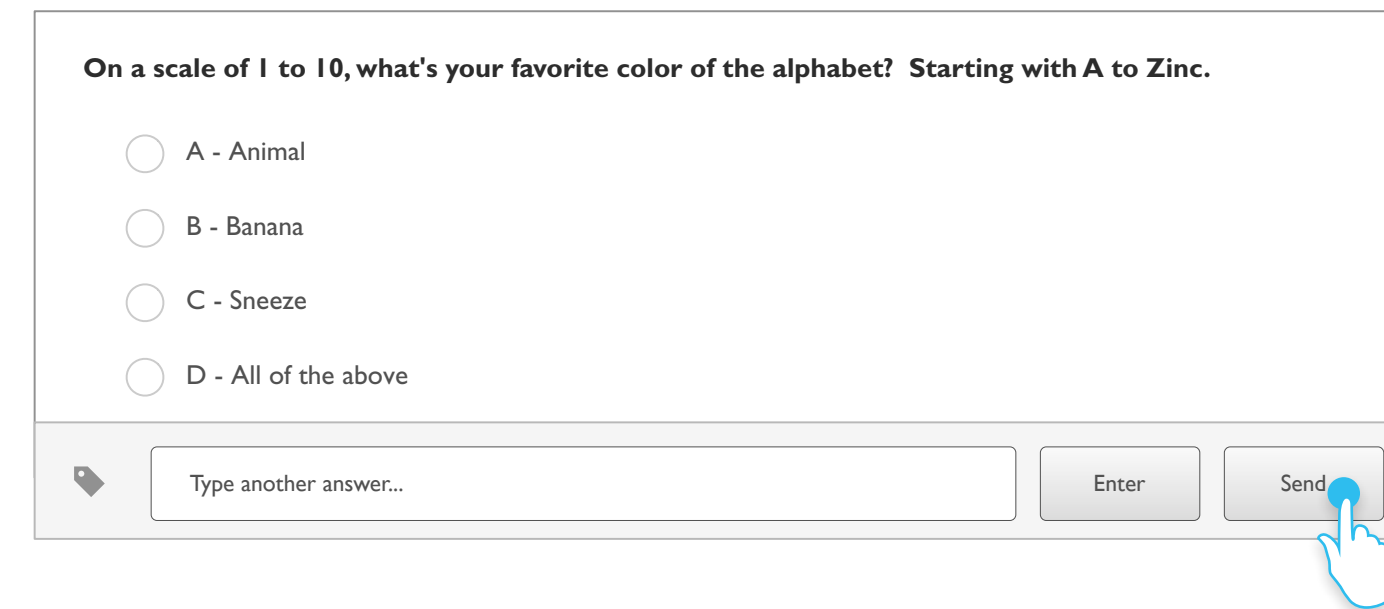 On a scale of 1 to 10, what's your favorite color of the alphabet?  Starting with A to Zinc.
A - Animal
B - Banana
C - Sneeze
D - All of the above
Type another answer...
Enter
Send